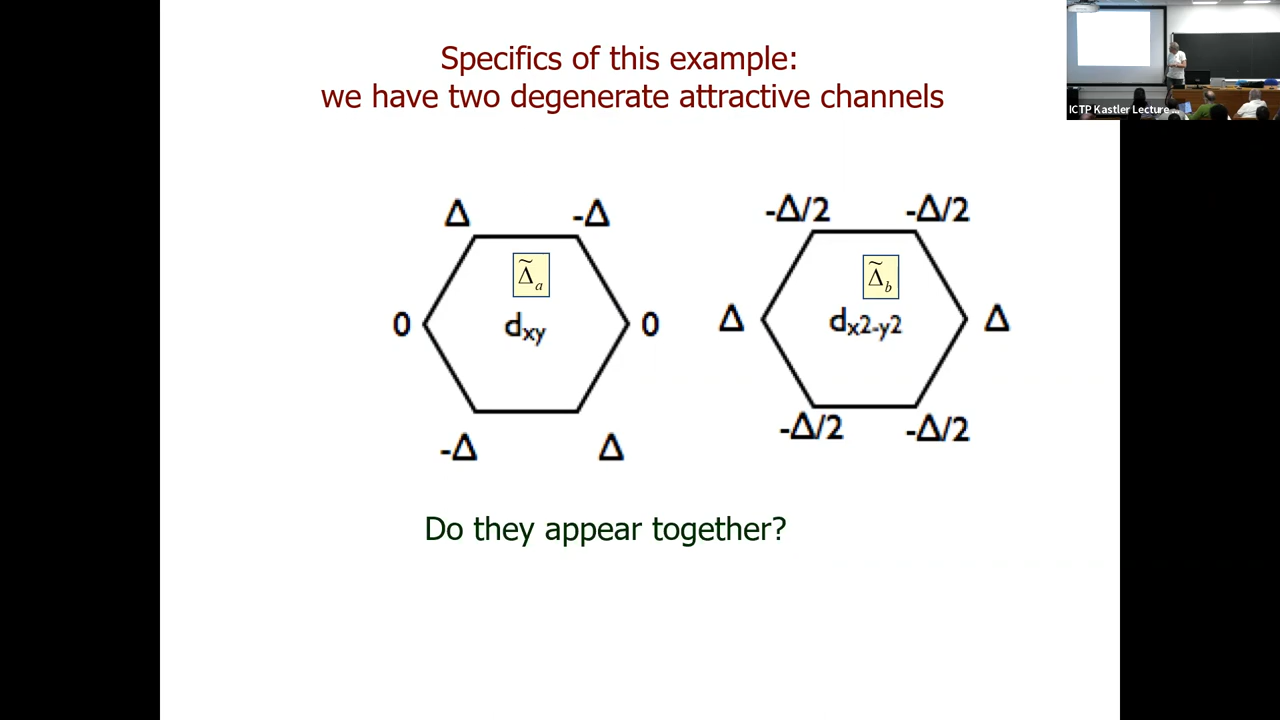 Specifics of this example:
we have two degenerate attractive channels
ICTP Kastler Lecture
Δ -Δ
Δ̃a
0 dxy 0
-Δ Δ
-Δ/2 -Δ/2
Δ̃b
Δ dx2-y2 Δ
-Δ/2 -Δ/2
Do they appear together?